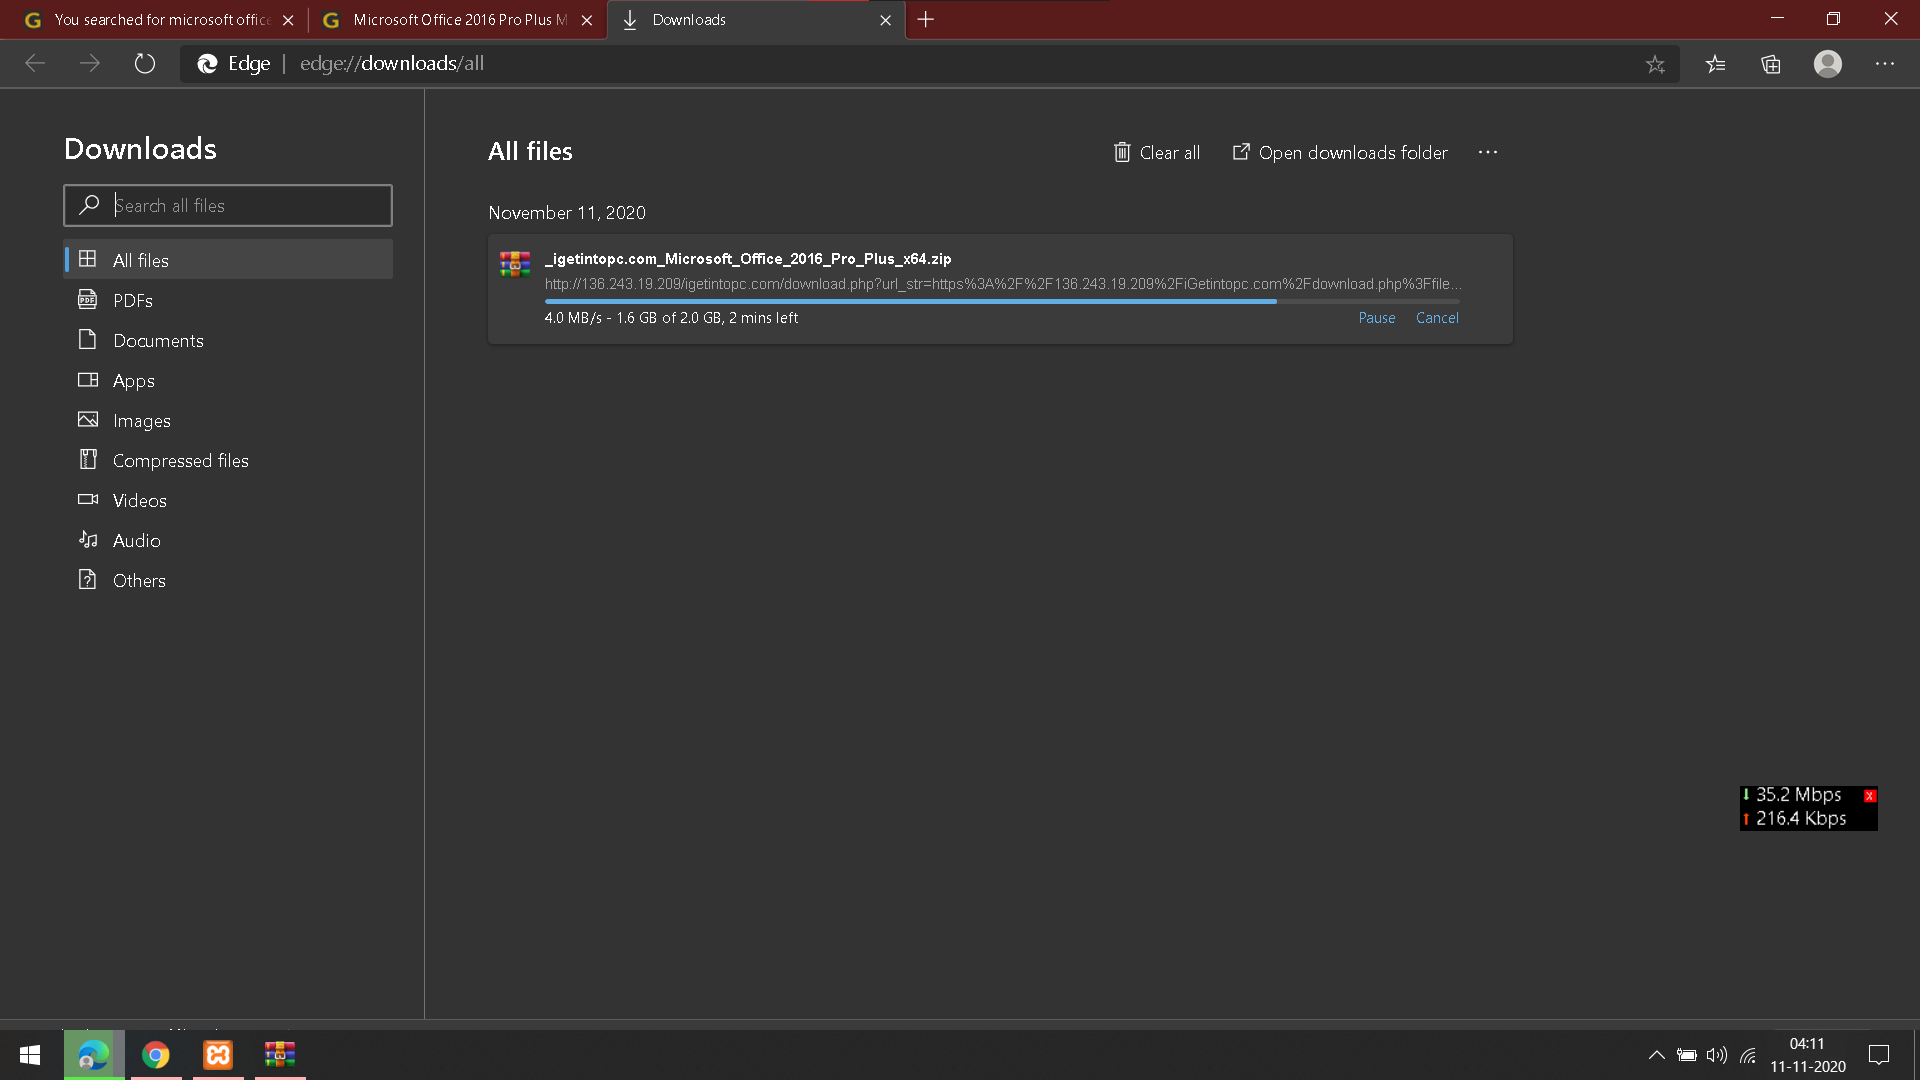 You searched for microsoft office
Microsoft Office 2016 Pro Plus M
Downloads
Edge | edge://downloads/all
Downloads
Search all files
All files
PDFs
Documents
Apps
Images
Compressed files
Videos
Audio
Others
All files
Clear all
Open downloads folder
November 11, 2020
_igetintopc.com_Microsoft_Office_2016_Pro_Plus_x64.zip
http://136.243.19.209/igetintopc.com/download.php?url_str=https%3A%2F%2F136.243.19.209%2FiGetintopc.com%2Fdownload.php%3Ffile...
4.0 MB/s - 1.6 GB of 2.0 GB, 2 mins left
Pause
Cancel
35.2 Mbps
x
216.4 Kbps
04:11
11-11-2020